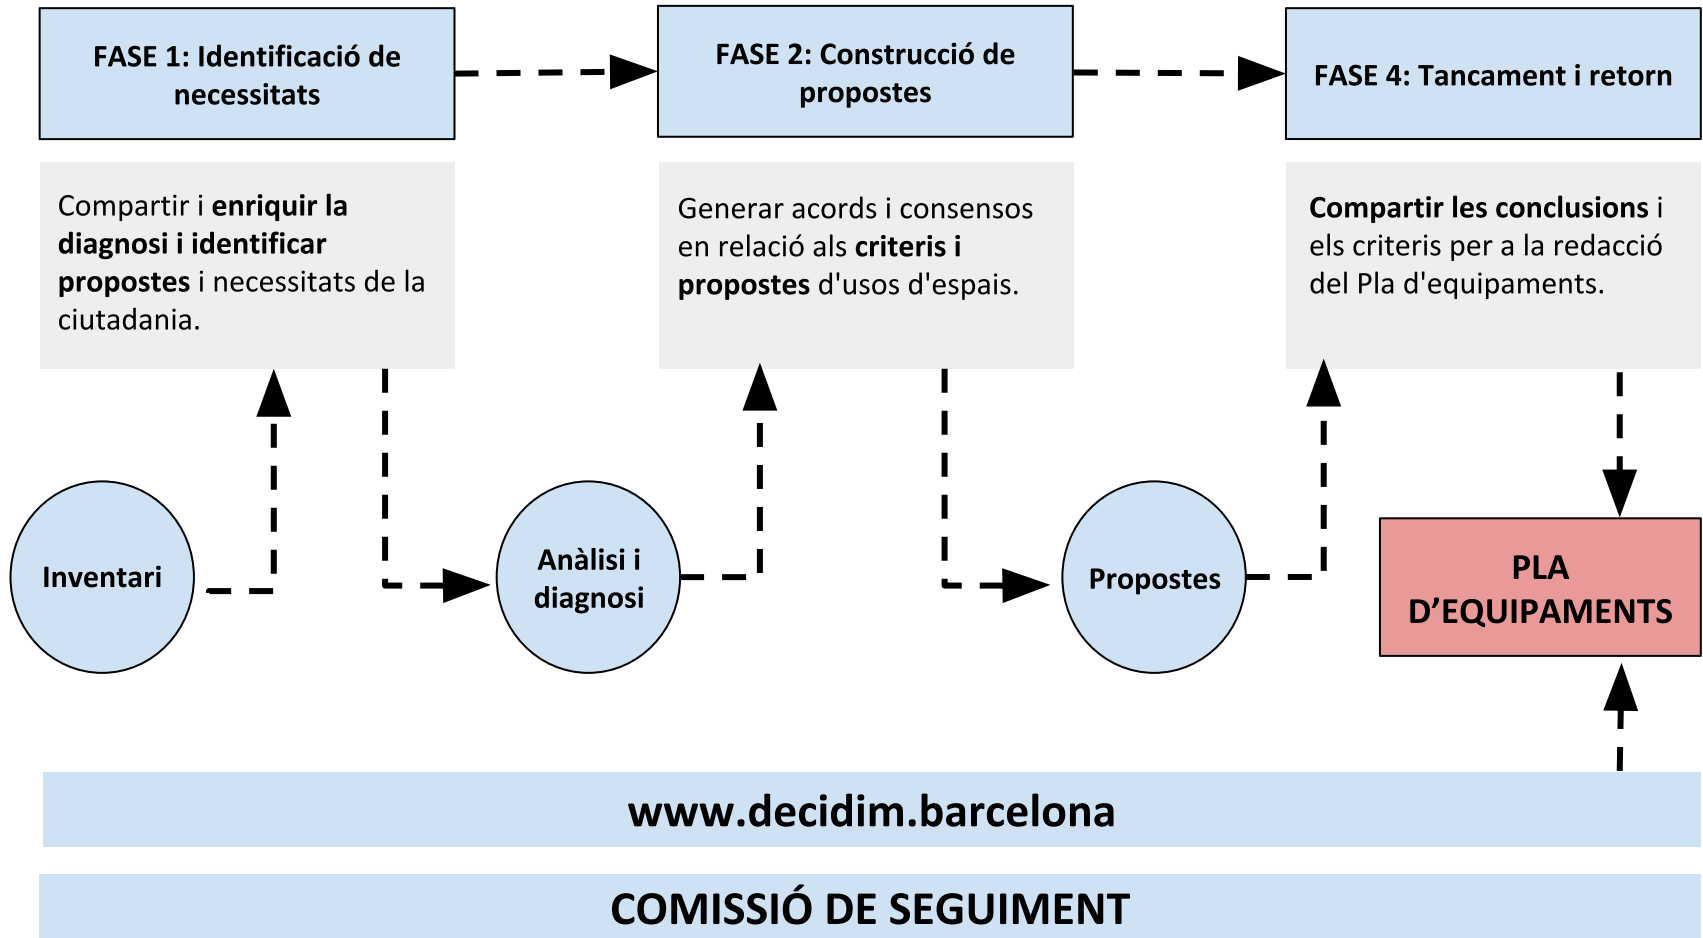 FASE 1: Identificació de
necessitats
FASE 2: Construcció de
propostes
FASE 4: Tancament i retorn
Compartir i enriquir la
diagnosi i identificar
propostes i necessitats de la
ciutadania.
Generar acords i consensos
en relació als criteris i
propostes d'usos d'espais.
Compartir les conclusions i
els criteris per a la redacció
del Pla d'equipaments.
Inventari
Anàlisi i
diagnosi
Propostes
PLA
D’EQUIPAMENTS
www.decidim.barcelona
COMISSIÓ DE SEGUIMENT